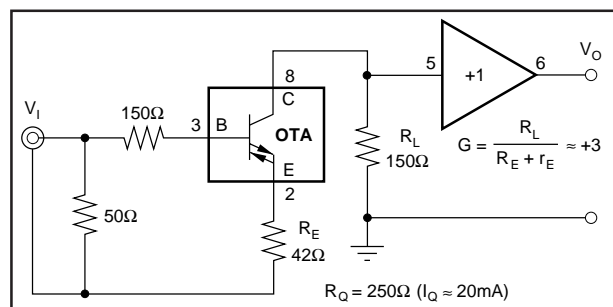 8
C
V_I
150Ω
3
B
OTA
E
2
50Ω
R_E
42Ω
R_L
150Ω
5
+1
6
V_O
G = R_L / (R_E + r_E) ≈ +3
R_Q = 250Ω (I_Q ≈ 20mA)